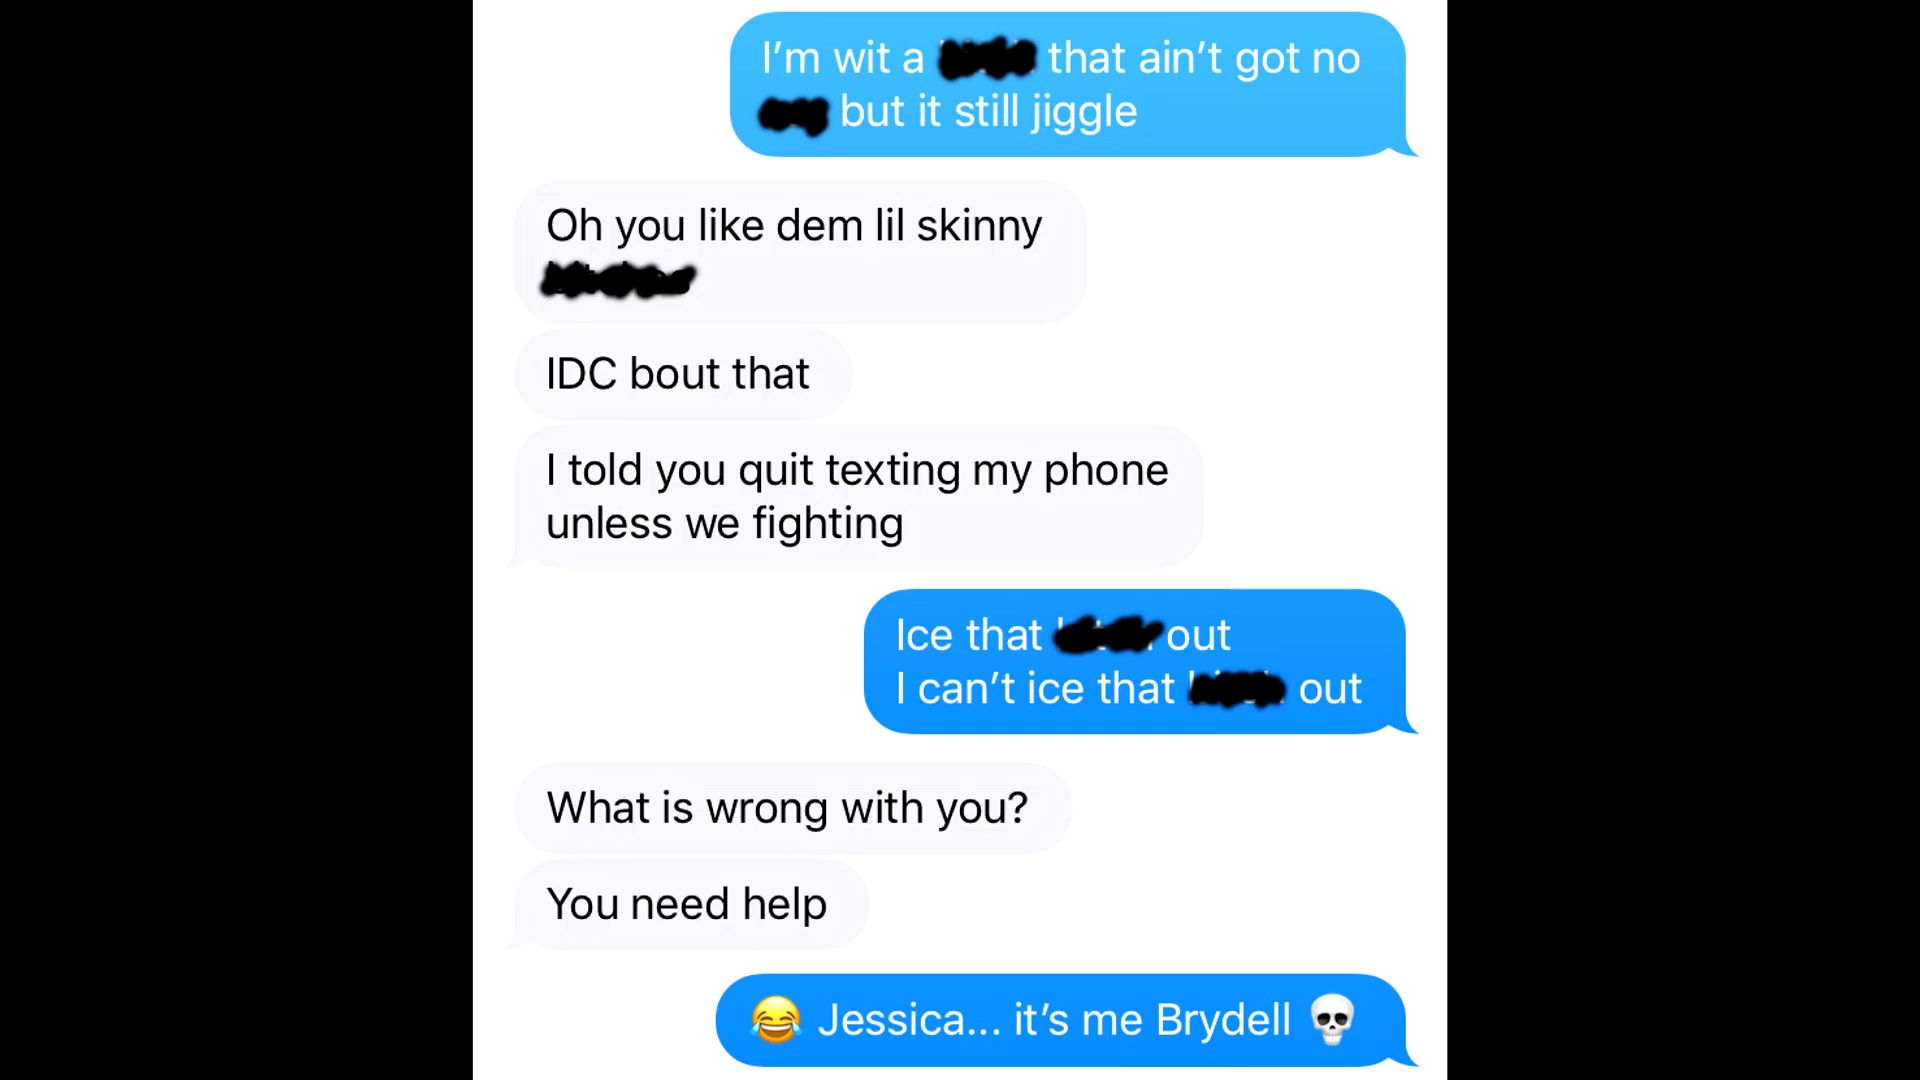 I'm wit a that ain't got no
but it still jiggle
Oh you like dem lil skinny
IDC bout that
I told you quit texting my phone
unless we fighting
Ice that out
I can't ice that out
What is wrong with you?
You need help
😂 Jessica... it's me Brydell 💀